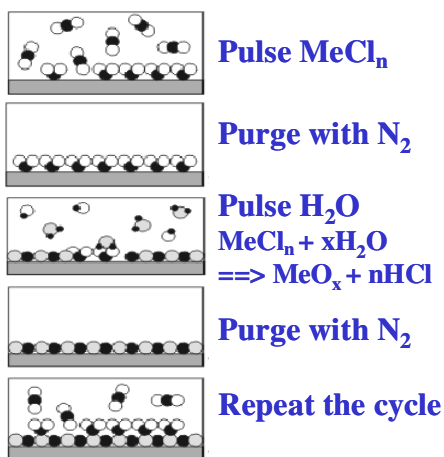 Pulse MeClₙ
Purge with N₂
Pulse H₂O
MeClₙ + xH₂O
==> MeOₓ + nHCl
Purge with N₂
Repeat the cycle